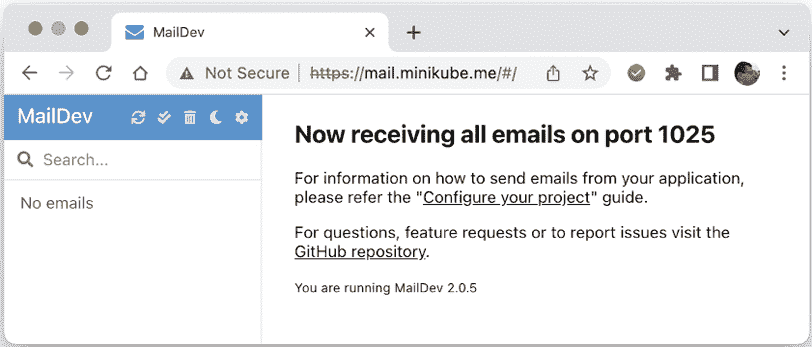 MailDev
Not Secure https://mail.minikube.me/#/
MailDev
Search...
No emails
Now receiving all emails on port 1025
For information on how to send emails from your application,
please refer the "Configure your project" guide.
For questions, feature requests or to report issues visit the
GitHub repository.
You are running MailDev 2.0.5